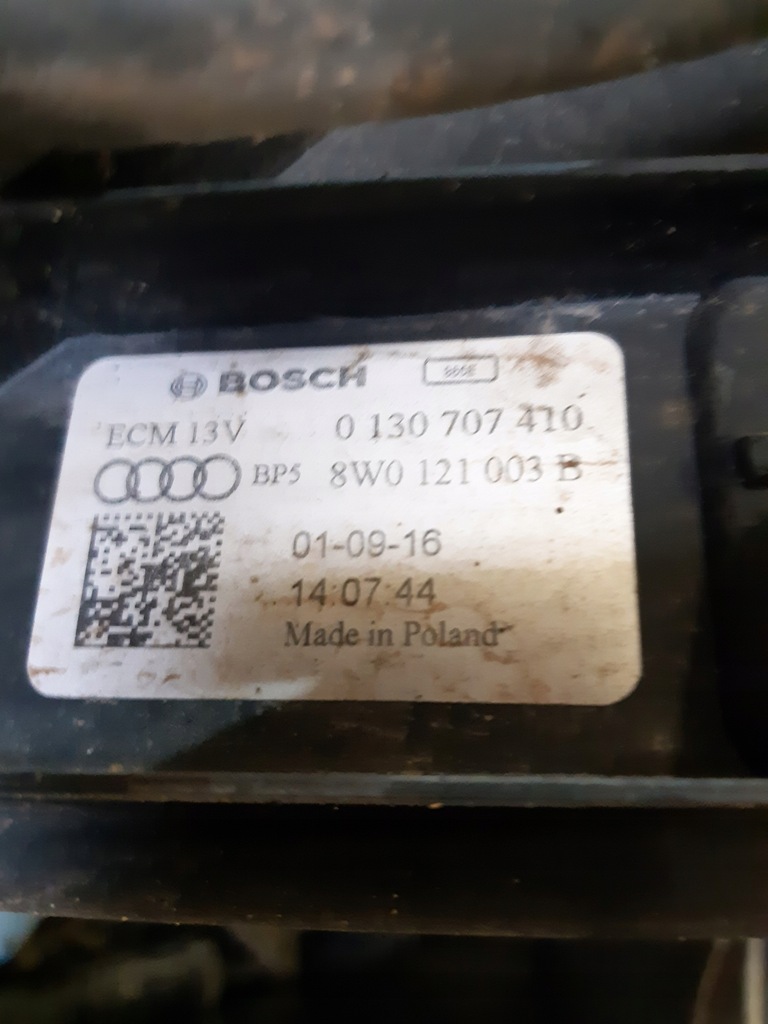 BOSCH
ECM 13V 0 130 707 410
BP5 8W0 121 003 B
01-09-16
14:07:44
Made in Poland